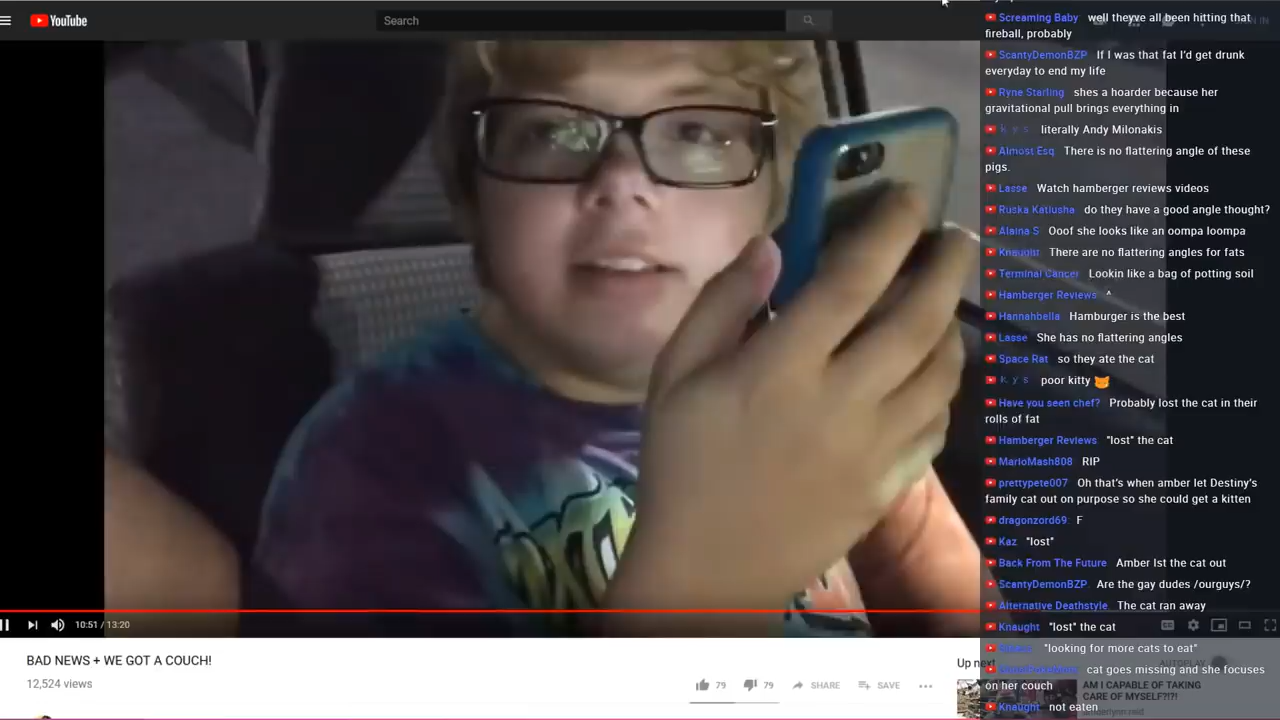 YouTube
Search
Screaming Baby well theyve all been hitting that
fireball, probably
ScantyDemonBZP If I was that fat I'd get drunk
everyday to end my life
Ryne Starling shes a hoarder because her
gravitational pull brings everything in
k y s literally Andy Milonakis
Almost Esq There is no flattering angle of these
pigs.
Lasse Watch hamberger reviews videos
Ruska Katiusha do they have a good angle thought?
Alaina S Ooof she looks like an oompa loompa
Knaught There are no flattering angles for fats
Terminal Cancer Lookin like a bag of potting soil
Hamberger Reviews ^
Hannahbella Hamburger is the best
Lasse She has no flattering angles
Space Rat so they ate the cat
k y s poor kitty
Have you seen chef? Probably lost the cat in their
rolls of fat
Hamberger Reviews "lost" the cat
MarioMash808 RIP
prettypete007 Oh that's when amber let Destiny's
family cat out on purpose so she could get a kitten
dragonzord69 F
Kaz "lost"
Back From The Future Amber lst the cat out
ScantyDemonBZP Are the gay dudes /ourguys/?
Alternative Deathstyle The cat ran away
Knaught "lost" the cat
"looking for more cats to eat"
cat goes missing and she focuses
on her couch
Knaught not eaten
10:51 / 13:20
BAD NEWS + WE GOT A COUCH!
12,524 views
79
79
SHARE
SAVE
Up next
AUTOPLAY
AM I CAPABLE OF TAKING
CARE OF MYSELF?!?!